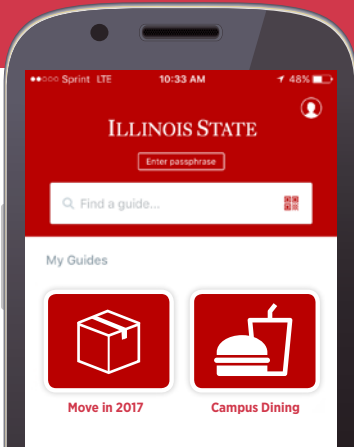 Sprint LTE 10:33 AM 48%
ILLINOIS STATE
Enter passphrase
Find a guide...
My Guides
Move in 2017 Campus Dining